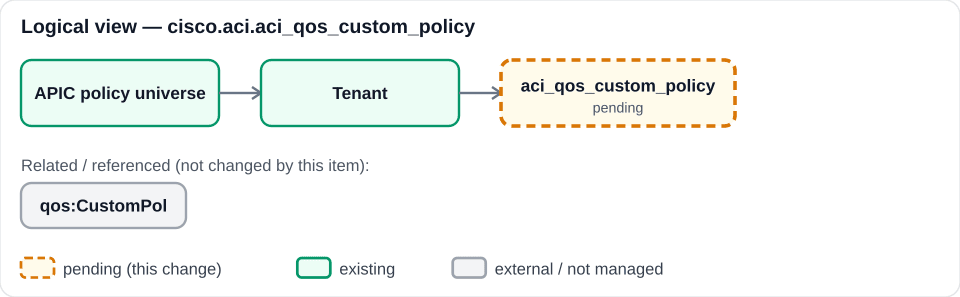 Logical view — cisco.aci.aci_qos_custom_policy
APIC policy universe
Tenant
aci_qos_custom_policy
pending
Related / referenced (not changed by this item):
qos:CustomPol
pending (this change)
existing
external / not managed